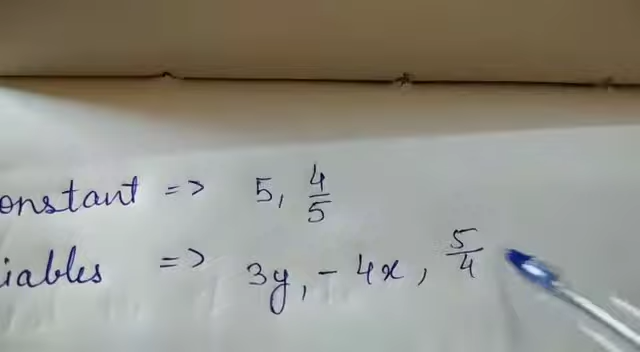 onstant => 5, 4/5
iables => 3y, - 4x, 5/4